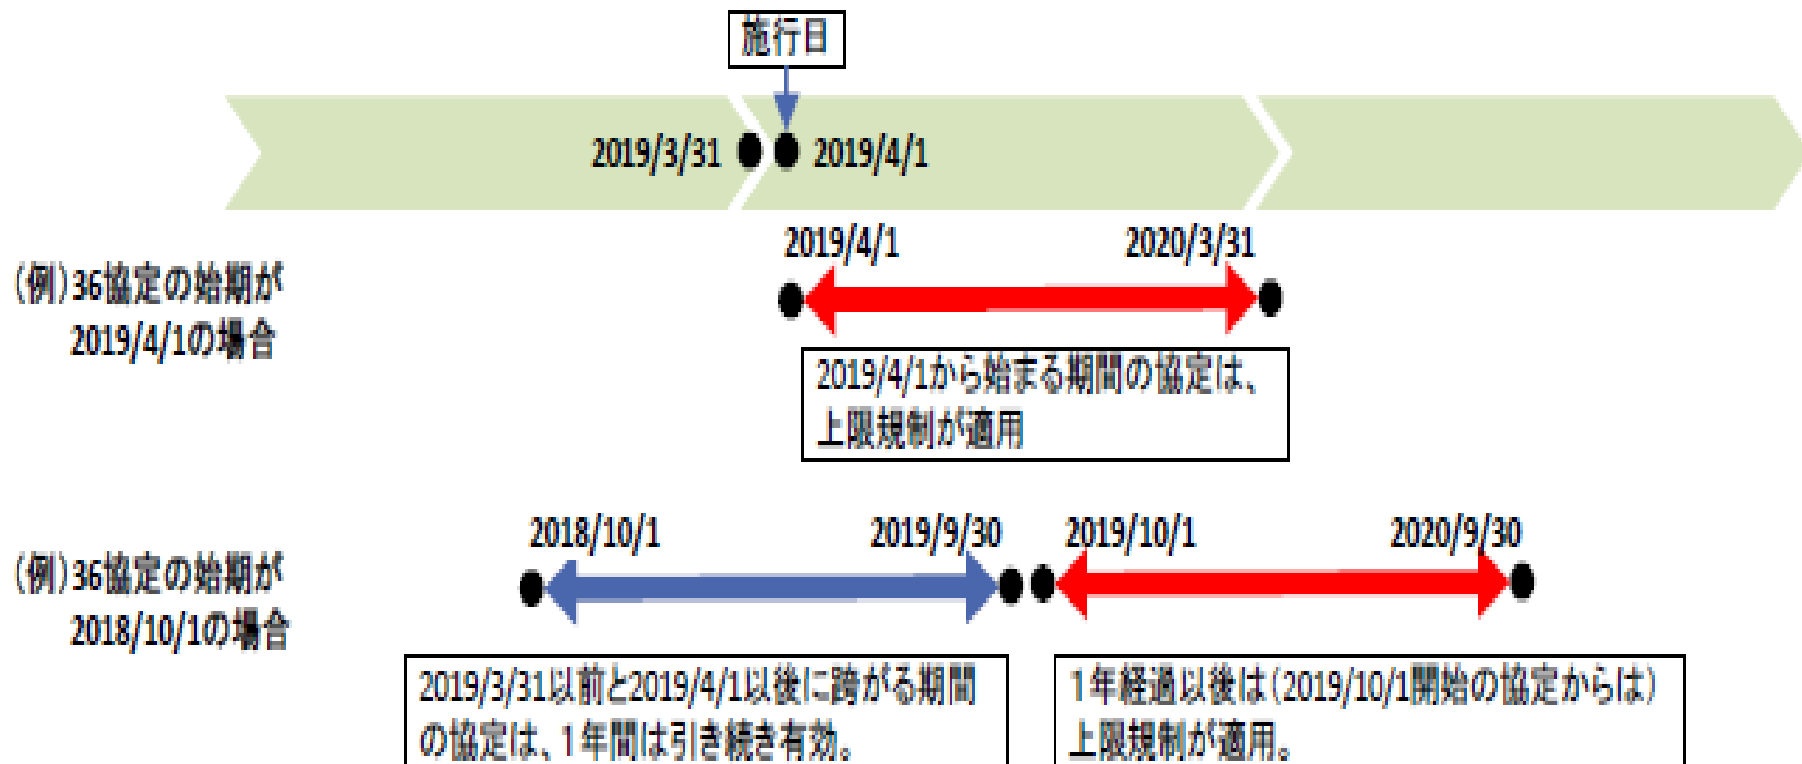 施行日
2019/3/31
2019/4/1
2019/4/1
2020/3/31
(例)36協定の始期が
2019/4/1の場合
2019/4/1から始まる期間の協定は、
上限規制が適用
2018/10/1
2019/9/30
2019/10/1
2020/9/30
(例)36協定の始期が
2018/10/1の場合
2019/3/31以前と2019/4/1以後に跨がる期間
の協定は、1年間は引き続き有効。
1年経過以後は(2019/10/1開始の協定からは)
上限規制が適用。